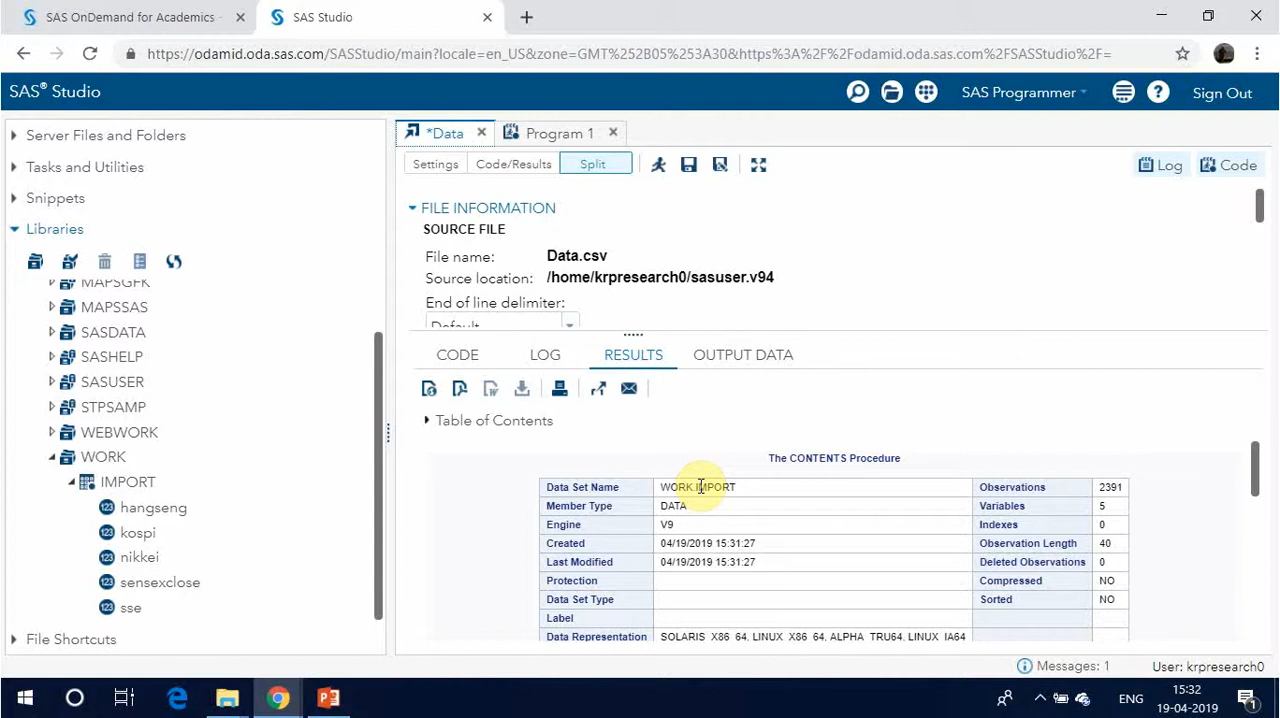 SAS OnDemand for Academics -
SAS Studio
https://odamid.oda.sas.com/SASStudio/main?locale=en_US&zone=GMT%252B05%253A30&https%3A%2F%2Fodamid.oda.sas.com%2FSASStudio%2F=
SAS® Studio
SAS Programmer
Sign Out
Server Files and Folders
Tasks and Utilities
Snippets
Libraries
MAPSGFK
MAPSSAS
SASDATA
SASHELP
SASUSER
STPSAMP
WEBWORK
WORK
IMPORT
hangseng
kospi
nikkei
sensexclose
sse
File Shortcuts
*Data
Program 1
Settings
Code/Results
Split
Log
Code
FILE INFORMATION
SOURCE FILE
File name: Data.csv
Source location: /home/krpresearch0/sasuser.v94
End of line delimiter:
Default
CODE LOG RESULTS OUTPUT DATA
Table of Contents
The CONTENTS Procedure
Data Set Name WORK.IMPORT Observations 2391
Member Type DATA Variables 5
Engine V9 Indexes 0
Created 04/19/2019 15:31:27 Observation Length 40
Last Modified 04/19/2019 15:31:27 Deleted Observations 0
Protection Compressed NO
Data Set Type Sorted NO
Label
Data Representation SOLARIS_X86_64, LINUX_X86_64, ALPHA_TRU64, LINUX_IA64
Messages: 1
User: krpresearch0
ENG
15:32
19-04-2019
1